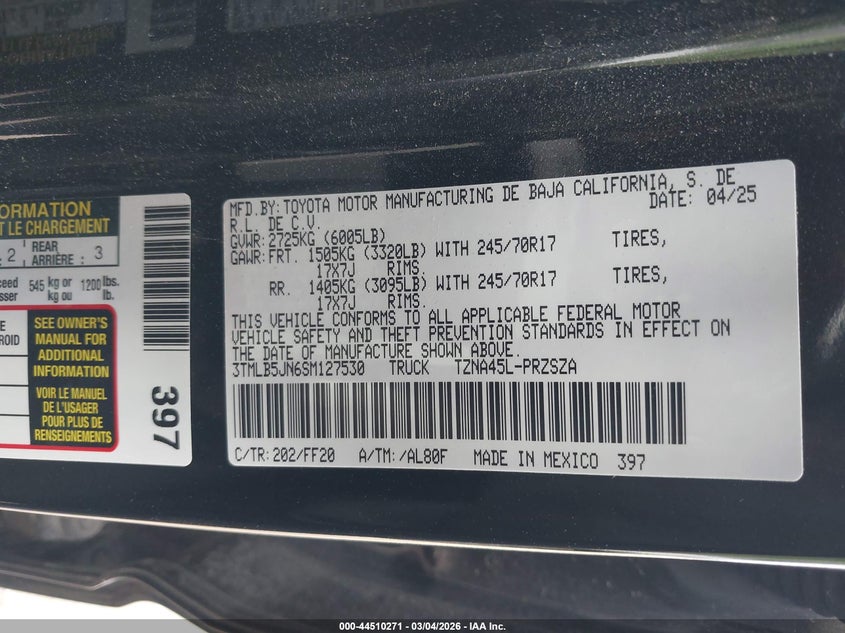 ORMATION
T LE CHARGEMENT
2 REAR ARRIÈRE : 3
545 kg or kg ou 1200 lbs. lb.
SEE OWNER'S
MANUAL FOR
ADDITIONAL
INFORMATION
VOIR LE MANUEL
DE L'USAGER
POUR PLUS DE
RENSEIGNEMENTS
397
MFD.BY:TOYOTA MOTOR MANUFACTURING DE BAJA CALIFORNIA, S. DE
R.L. DE C.V. DATE: 04/25
GVWR:2725KG (6005LB)
GAWR:FRT. 1505KG (3320LB) WITH 245/70R17 TIRES,
17X7J RIMS.
RR. 1405KG (3095LB) WITH 245/70R17 TIRES,
17X7J RIMS.
THIS VEHICLE CONFORMS TO ALL APPLICABLE FEDERAL MOTOR
VEHICLE SAFETY AND THEFT PREVENTION STANDARDS IN EFFECT ON
THE DATE OF MANUFACTURE SHOWN ABOVE.
3TMLB5JN6SM127530 TRUCK TZNA45L-PRZSZA
C/TR:202/FF20 A/TM:/AL80F MADE IN MEXICO 397
000-44510271 | 03/04/2026 | IAA Inc.